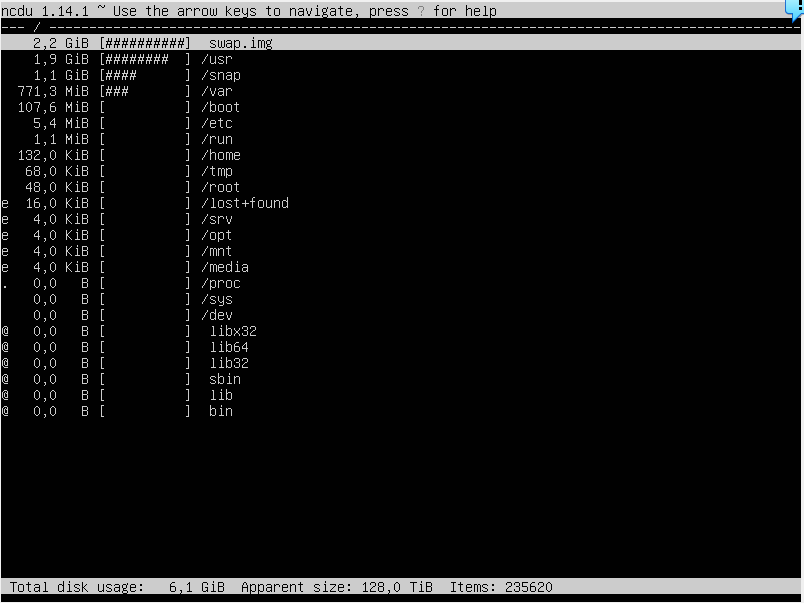 ncdu 1.14.1 ~ Use the arrow keys to navigate, press ? for help
--- / ----------------------------------------------------------------------------------------------
    2,2 GiB [##########]  swap.img
    1,9 GiB [########  ] /usr
    1,1 GiB [####      ] /snap
  771,3 MiB [###       ] /var
  107,6 MiB [          ] /boot
    5,4 MiB [          ] /etc
    1,1 MiB [          ] /run
  132,0 KiB [          ] /home
   68,0 KiB [          ] /tmp
   48,0 KiB [          ] /root
e  16,0 KiB [          ] /lost+found
e   4,0 KiB [          ] /srv
e   4,0 KiB [          ] /opt
e   4,0 KiB [          ] /mnt
e   4,0 KiB [          ] /media
.   0,0   B [          ] /proc
    0,0   B [          ] /sys
    0,0   B [          ] /dev
@   0,0   B [          ]  libx32
@   0,0   B [          ]  lib64
@   0,0   B [          ]  lib32
@   0,0   B [          ]  sbin
@   0,0   B [          ]  lib
@   0,0   B [          ]  bin
Total disk usage:   6,1 GiB  Apparent size: 128,0 TiB  Items: 235620